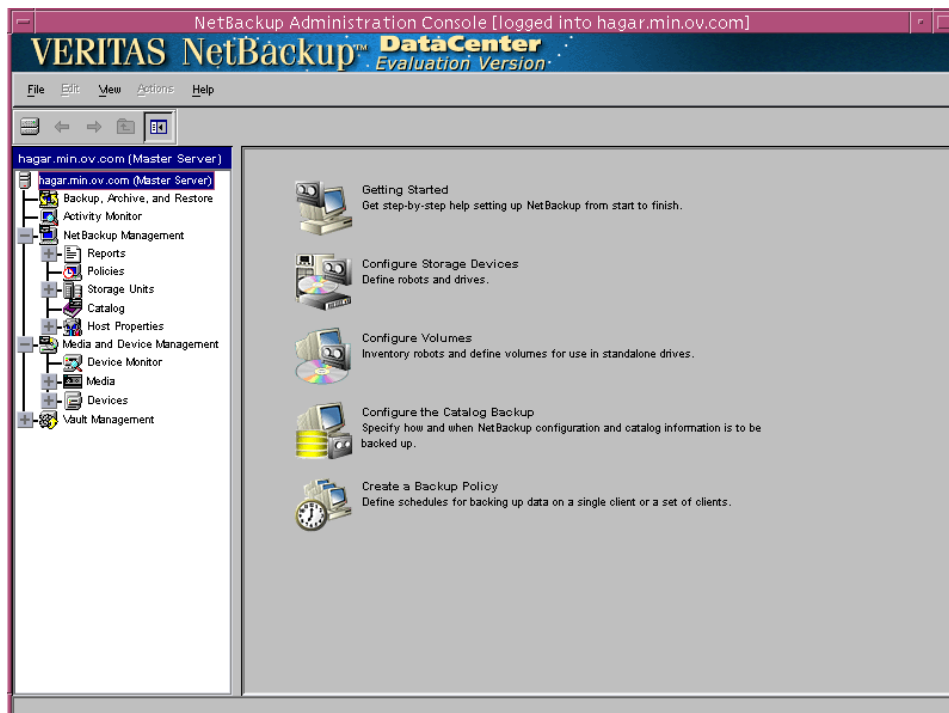 NetBackup Administration Console [logged into hagar.min.ov.com]
VERITAS NetBackup™ DataCenter
Evaluation Version
File Edit View Actions Help
hagar.min.ov.com (Master Server)
hagar.min.ov.com (Master Server)
Backup, Archive, and Restore
Activity Monitor
NetBackup Management
Reports
Policies
Storage Units
Catalog
Host Properties
Media and Device Management
Device Monitor
Media
Devices
Vault Management
Getting Started
Get step-by-step help setting up NetBackup from start to finish.
Configure Storage Devices
Define robots and drives.
Configure Volumes
Inventory robots and define volumes for use in standalone drives.
Configure the Catalog Backup
Specify how and when NetBackup configuration and catalog information is to be
backed up.
Create a Backup Policy
Define schedules for backing up data on a single client or a set of clients.